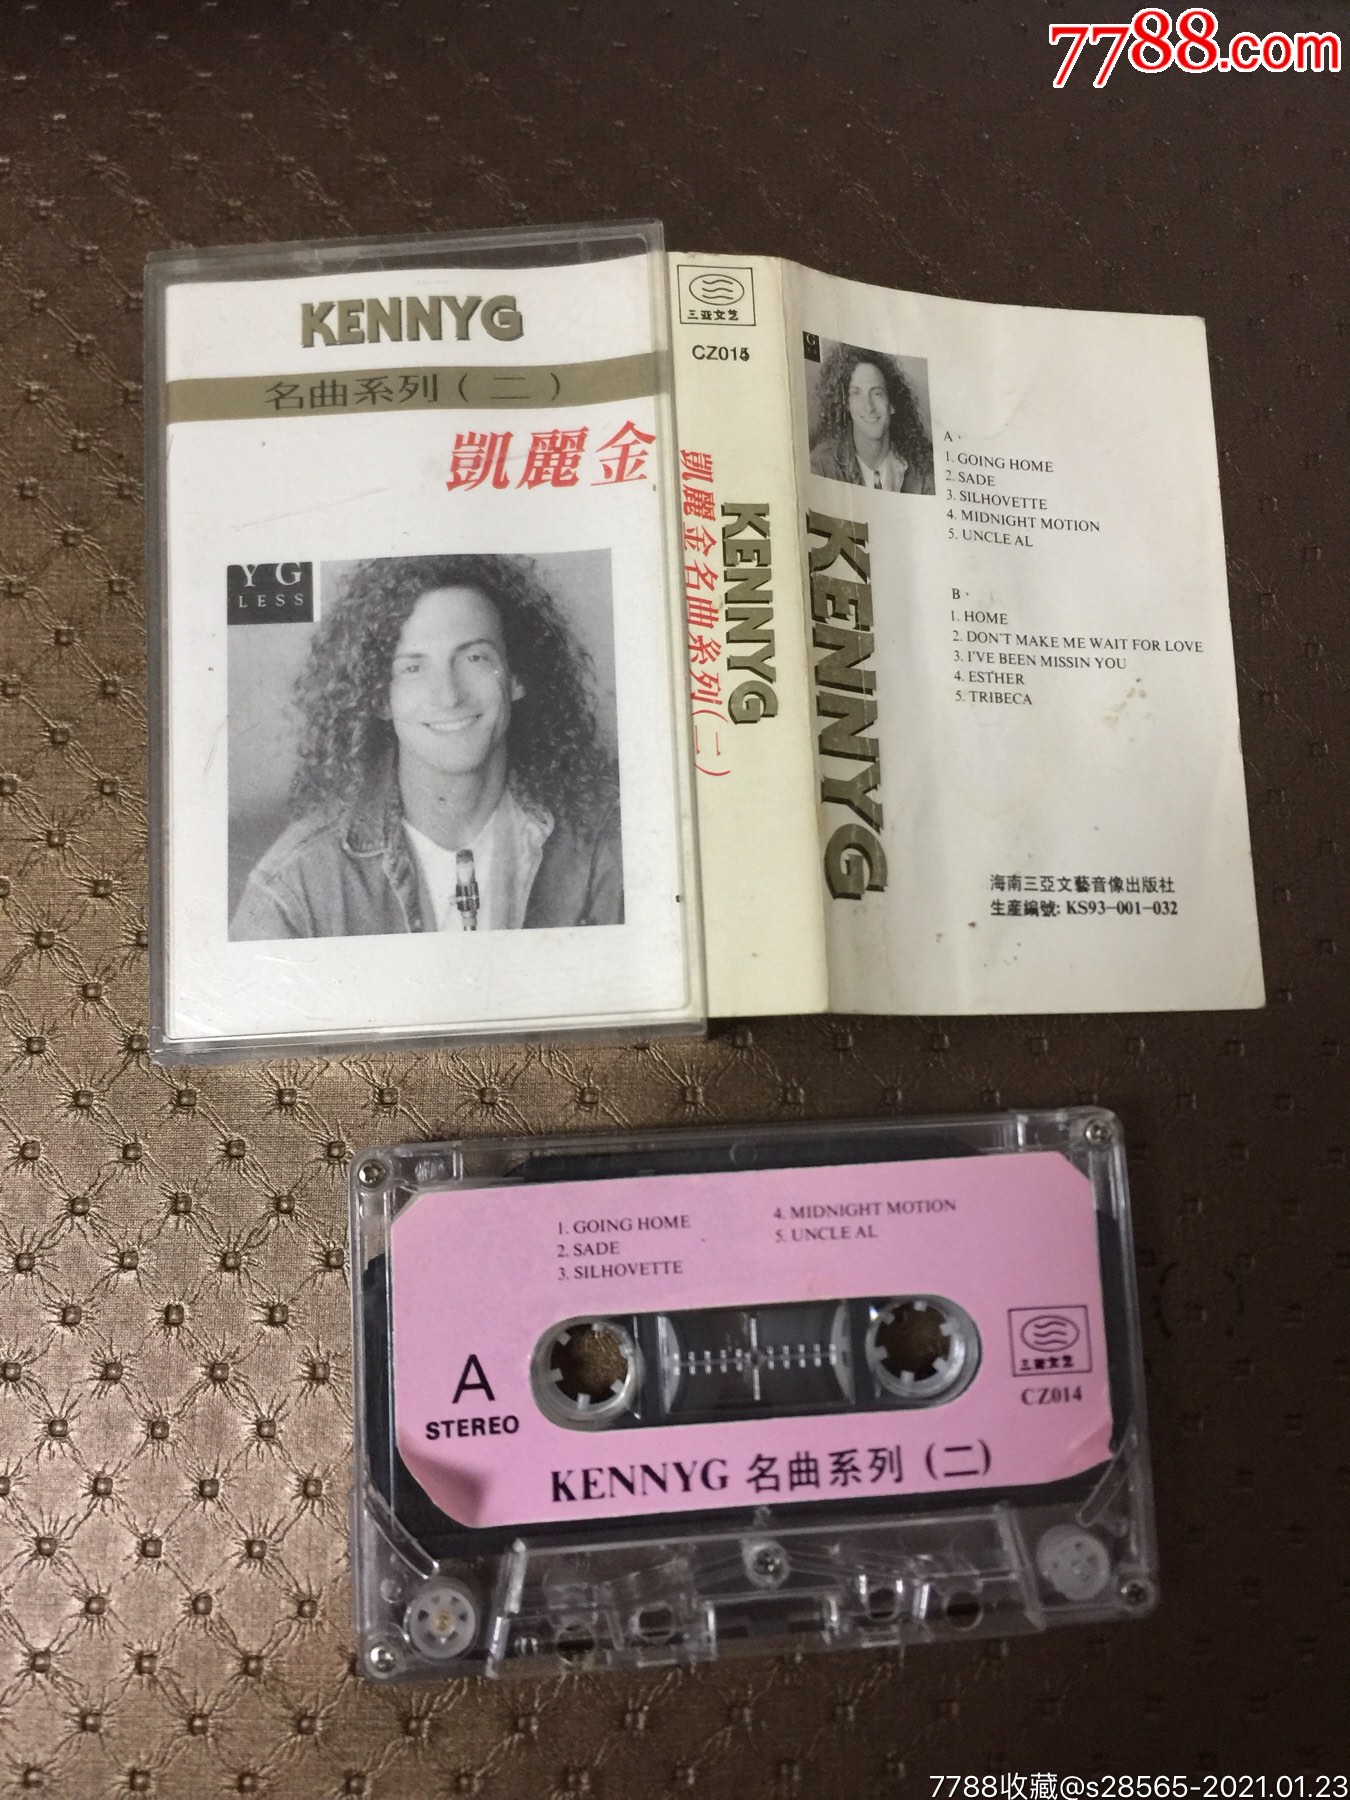 7788.com
KENNYG
名曲系列（二）
凱麗金
Y G
LESS
三亚文艺
CZ014
凱麗金名曲系列(二)
KENNYG
G
KENNYG
A·
1. GOING HOME
2. SADE
3. SILHOVETTE
4. MIDNIGHT MOTION
5. UNCLE AL
B·
1. HOME
2. DON'T MAKE ME WAIT FOR LOVE
3. I'VE BEEN MISSIN YOU
4. ESTHER
5. TRIBECA
海南三亞文藝音像出版社
生産編號: KS93-001-032
1. GOING HOME
2. SADE
3. SILHOVETTE
4. MIDNIGHT MOTION
5. UNCLE AL
A
STEREO
三亚文艺
CZ014
KENNYG 名曲系列 (二)
7788收藏@s28565-2021.01.23